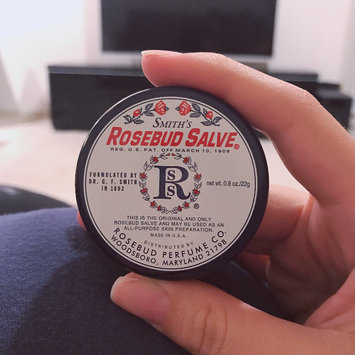 SMITH'S
ROSEBUD SALVE®
REG. U.S. PAT. OFF MARCH 10, 1908
FORMULATED BY
DR. G. F. SMITH
IN 1892
RSS
net wt. 0.8 oz./22g
THIS IS THE ORIGINAL AND ONLY
ROSEBUD SALVE AND MAY BE USED AS AN
ALL-PURPOSE SKIN PREPARATION.
MADE IN U.S.A.
DISTRIBUTED BY
ROSEBUD PERFUME CO.
WOODSBORO, MARYLAND 21798